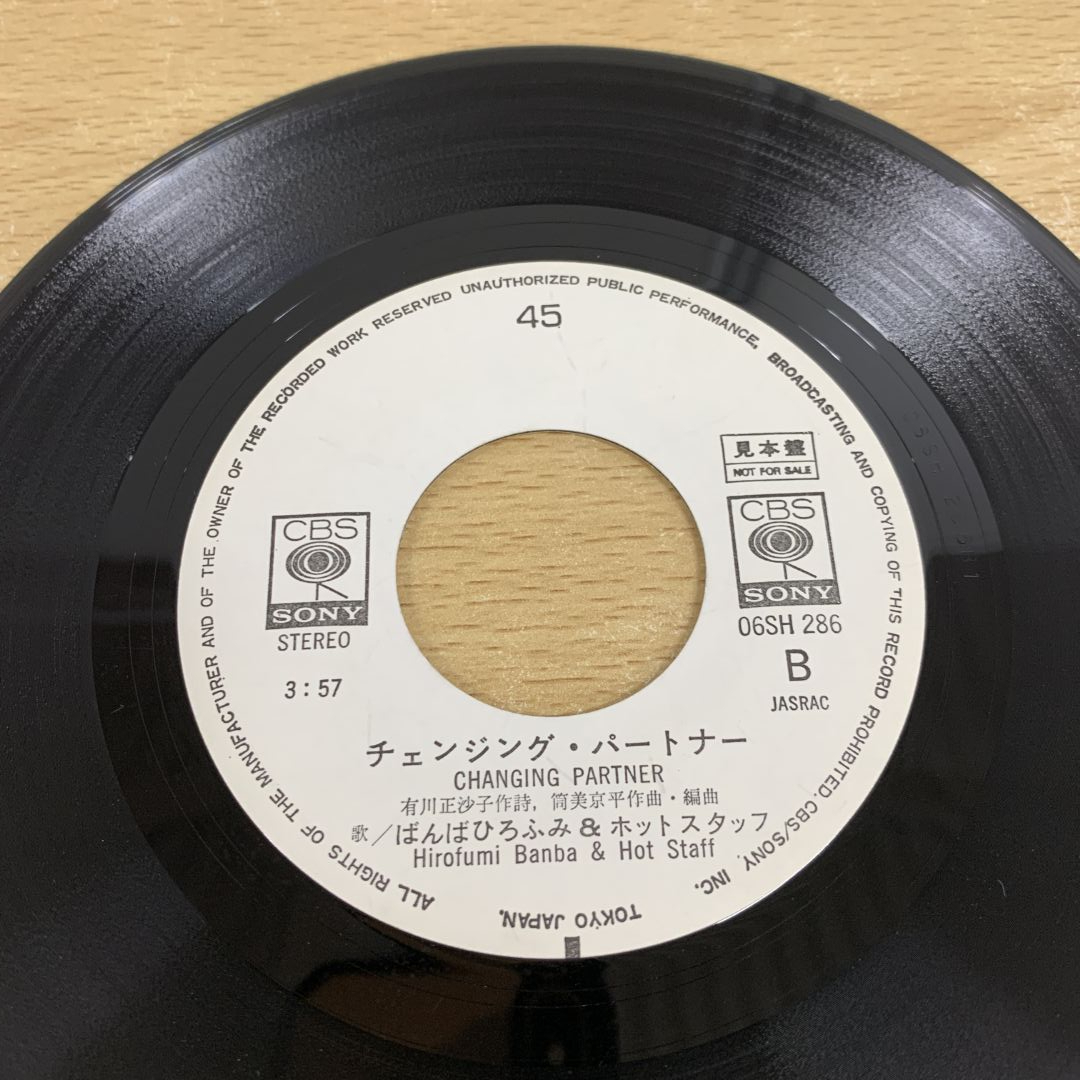 ALL RIGHTS OF THE MANUFACTURER AND OF THE OWNER OF THE RECORDED WORK RESERVED UNAUTHORIZED PUBLIC PERFORMANCE, BROADCASTING AND COPYING OF THIS RECORD PROHIBITED. CBS/SONY, INC.
TOKYO JAPAN.
45
見本盤
NOT FOR SALE
CBS
SONY
STEREO
3:57
CBS
SONY
06SH 286
B
JASRAC
チェンジング・パートナー
CHANGING PARTNER
有川正沙子作詩, 筒美京平作曲・編曲
歌/ばんばひろふみ & ホットスタッフ
Hirofumi Banba & Hot Staff